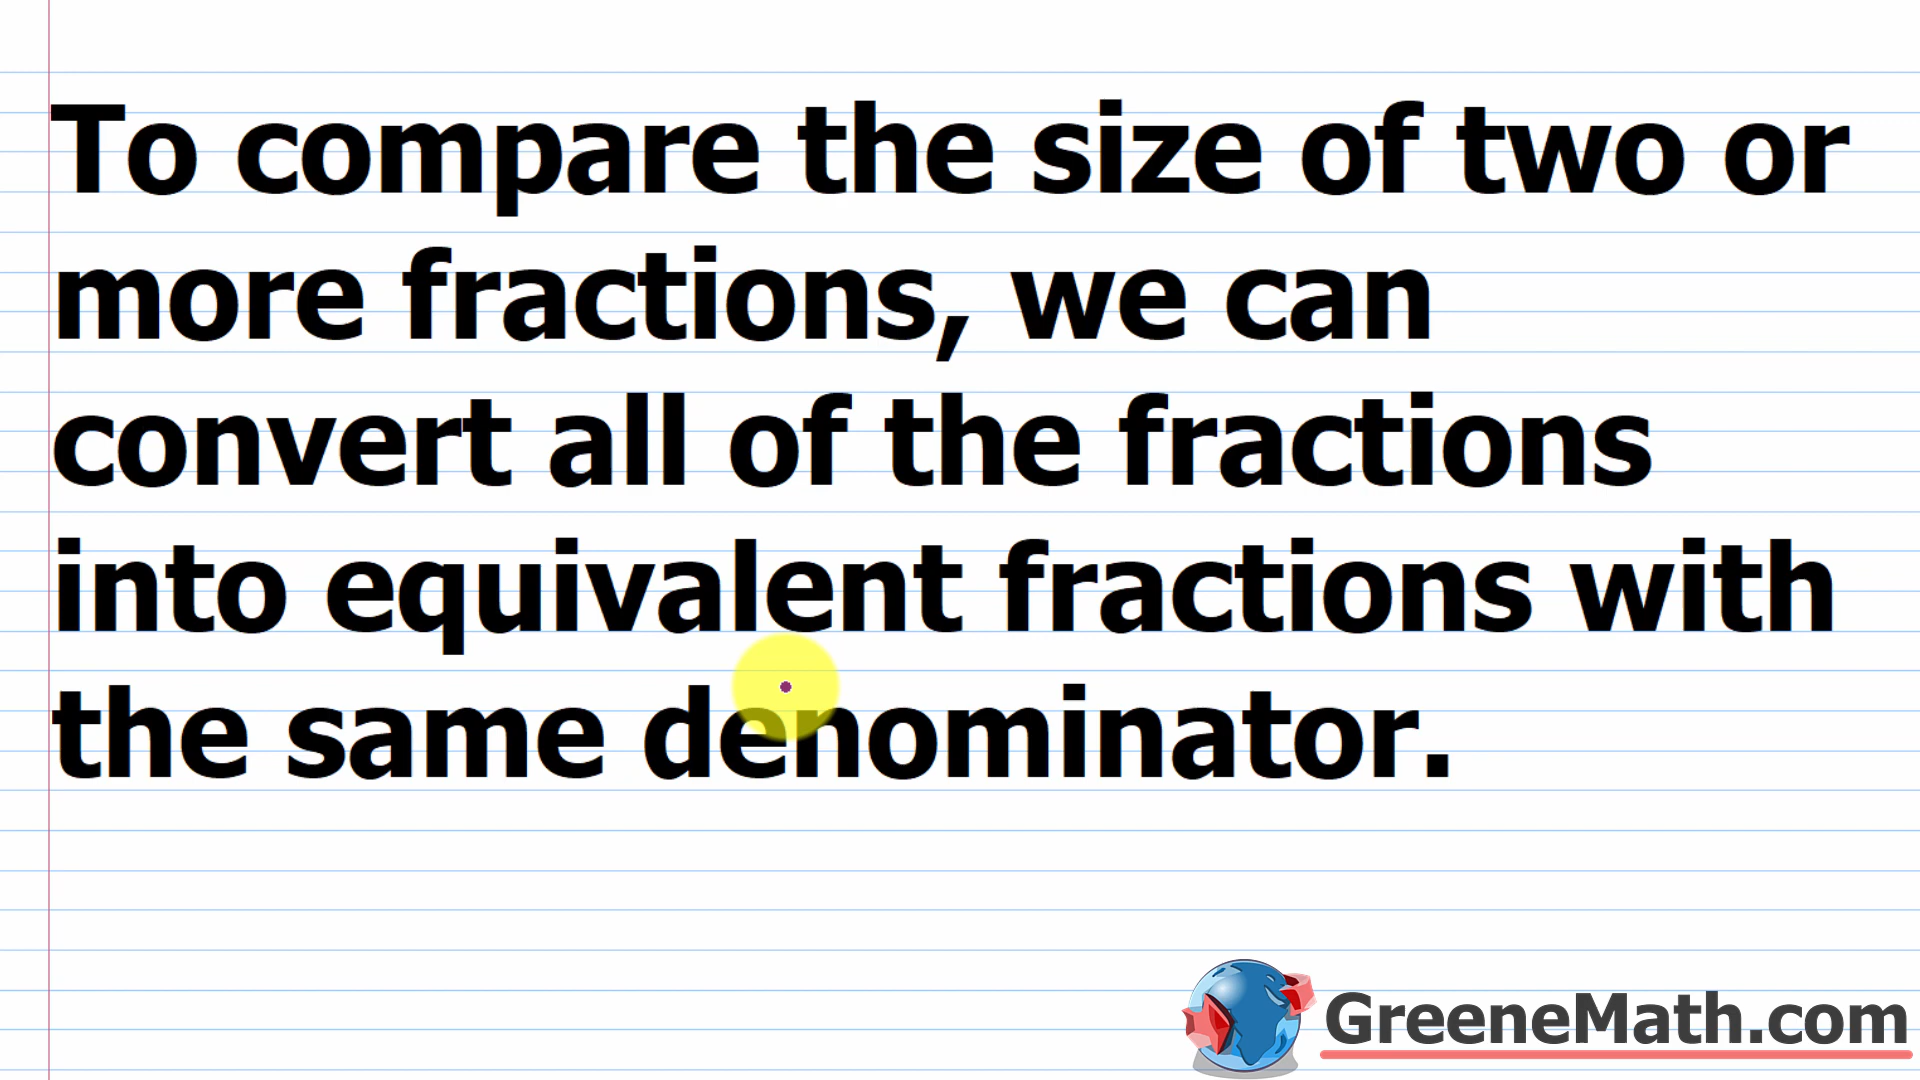 To compare the size of two or
more fractions, we can
convert all of the fractions
into equivalent fractions with
the same denominator.
GreeneMath.com